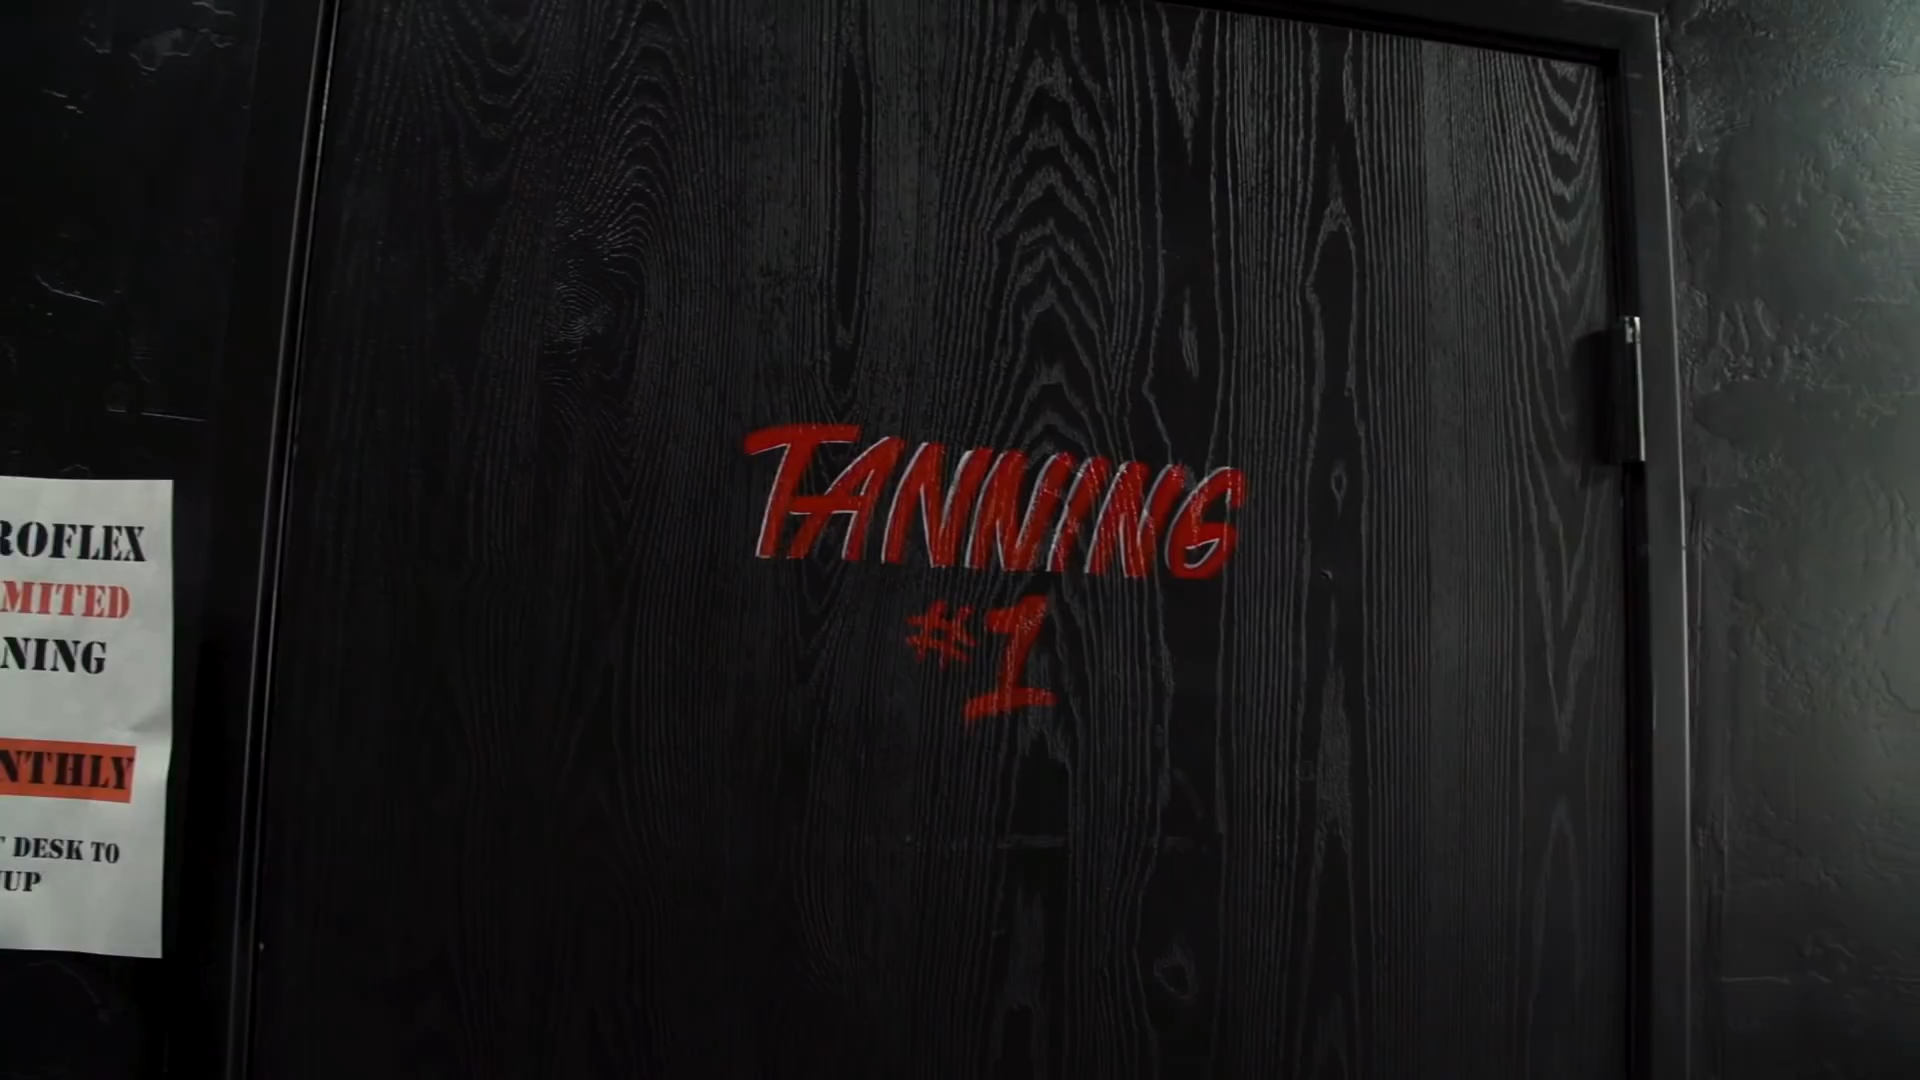 ROFLEX
MITED
NING
NTHLY
DESK TO
UP
TANNING
#1